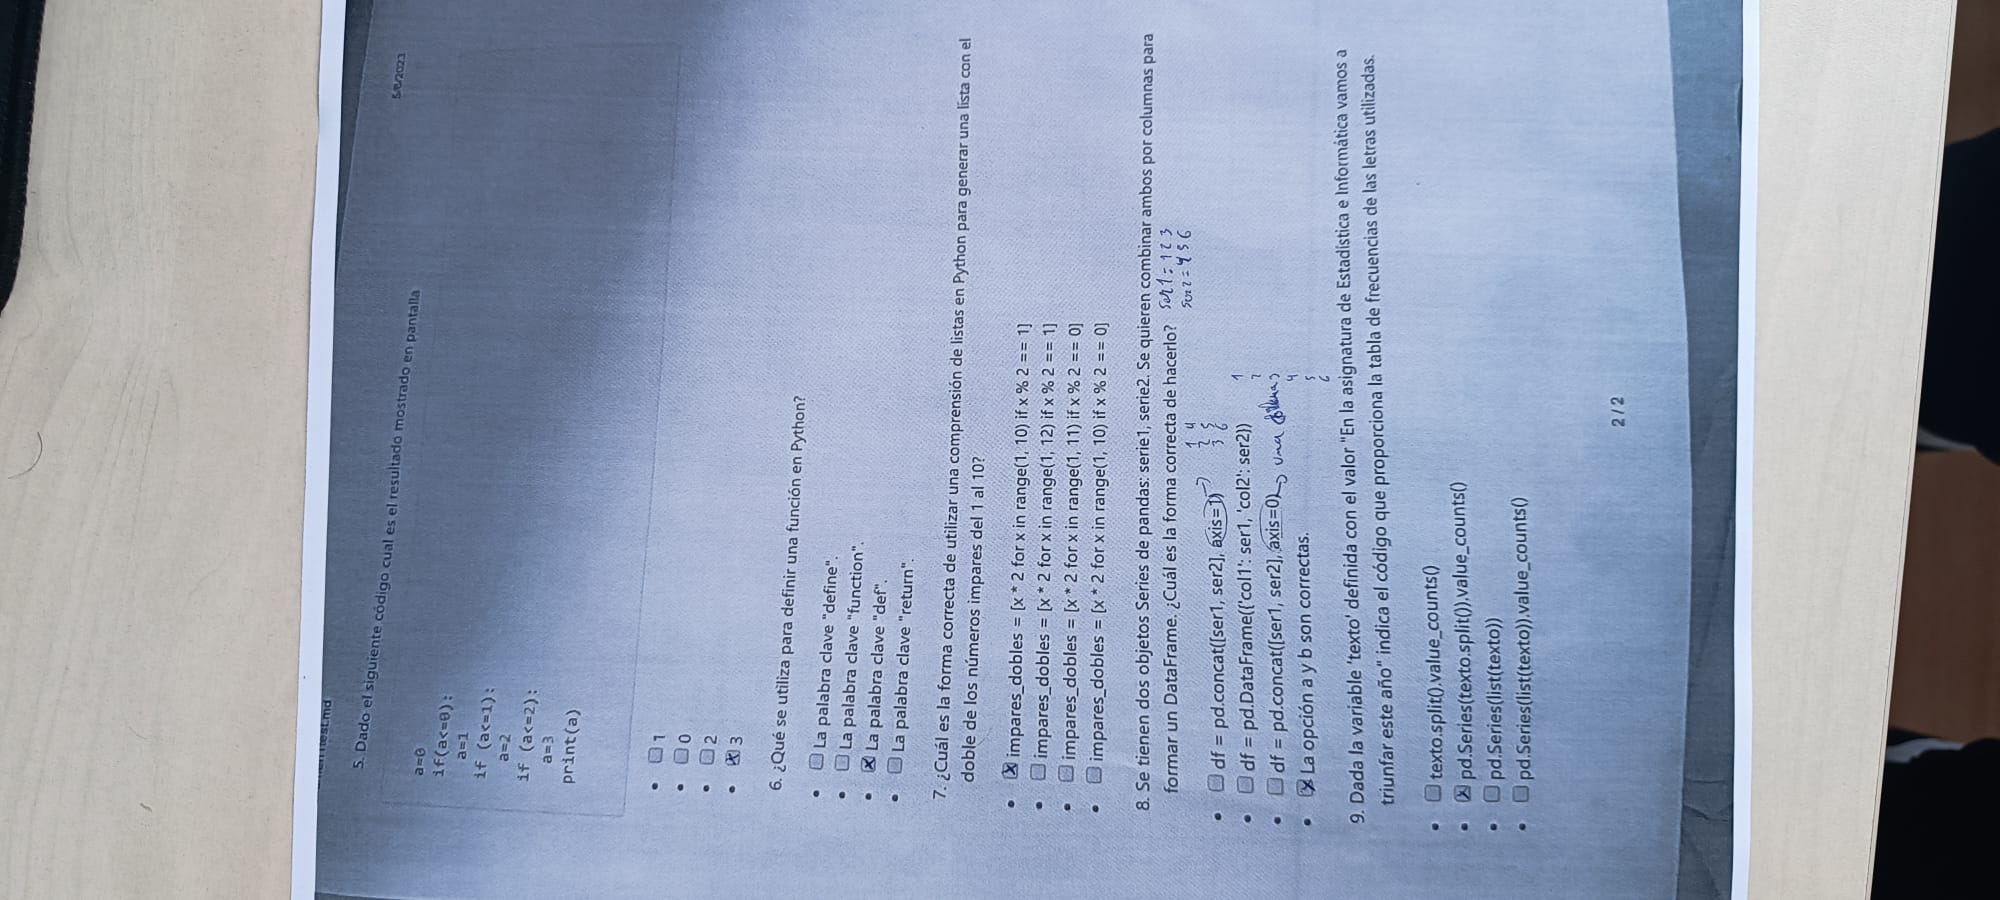 test.md
5/6/2023
5. Dado el siguiente código cual es el resultado mostrado en pantalla
a=0
if(a<=0):
a=1
if (a<=1):
a=2
if (a<=2):
a=3
print(a)
1
0
2
3
6. ¿Qué se utiliza para definir una función en Python?
La palabra clave "define".
La palabra clave "function".
La palabra clave "def".
La palabra clave "return".
7. ¿Cuál es la forma correcta de utilizar una comprensión de listas en Python para generar una lista con el
doble de los números impares del 1 al 10?
impares_dobles = [x * 2 for x in range(1, 10) if x % 2 == 1]
impares_dobles = [x * 2 for x in range(1, 12) if x % 2 == 1]
impares_dobles = [x * 2 for x in range(1, 11) if x % 2 == 0]
impares_dobles = [x * 2 for x in range(1, 10) if x % 2 == 0]
8. Se tienen dos objetos Series de pandas: serie1, serie2. Se quieren combinar ambos por columnas para
formar un DataFrame. ¿Cuál es la forma correcta de hacerlo? ser1 = 1 2 3
ser2 = 4 5 6
df = pd.concat([ser1, ser2], axis=1)
1 4
2 5
3 6
df = pd.DataFrame({'col1': ser1, 'col2': ser2})
df = pd.concat([ser1, ser2], axis=0) una
1
2
3
4
5
6
La opción a y b son correctas.
9. Dada la variable 'texto' definida con el valor "En la asignatura de Estadística e Informática vamos a
triunfar este año" indica el código que proporciona la tabla de frecuencias de las letras utilizadas.
texto.split().value_counts()
pd.Series(texto.split()).value_counts()
pd.Series(list(texto))
pd.Series(list(texto)).value_counts()
2 / 2